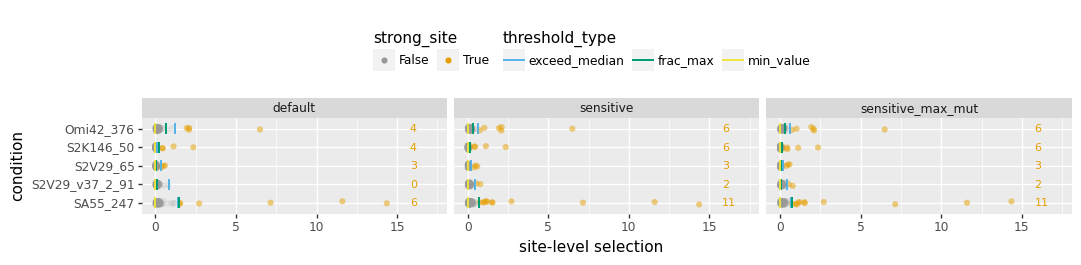 strong_site threshold_type
False True exceed_median frac_max min_value
default sensitive sensitive_max_mut
condition
Omi42_376 4 6 6
S2K146_50 4 6 6
S2V29_65 3 3 3
S2V29_v37_2_91 0 2 2
SA55_247 6 11 11
0 5 10 15 0 5 10 15 0 5 10 15
site-level selection